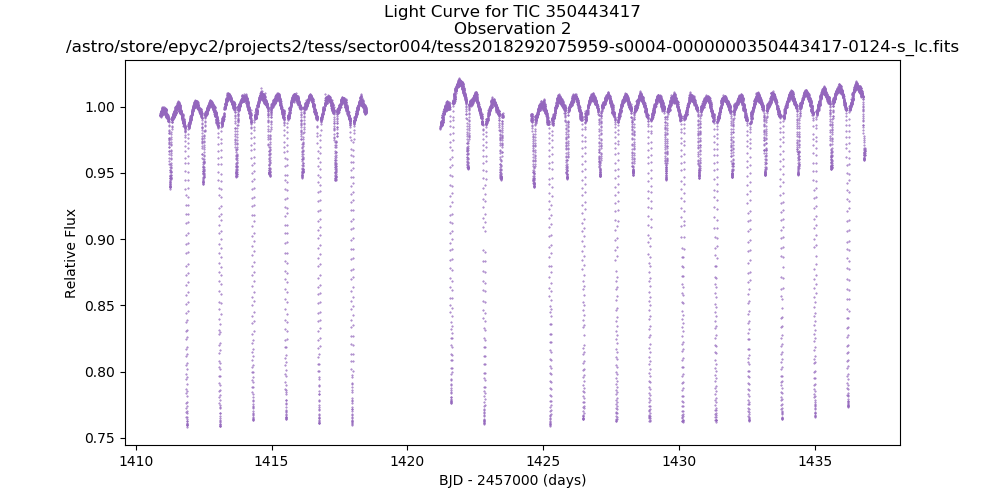 Light Curve for TIC 350443417
Observation 2
/astro/store/epyc2/projects2/tess/sector004/tess2018292075959-s0004-0000000350443417-0124-s_lc.fits
1.00
0.95
0.90
0.85
0.80
0.75
Relative Flux
1410
1415
1420
1425
1430
1435
BJD - 2457000 (days)